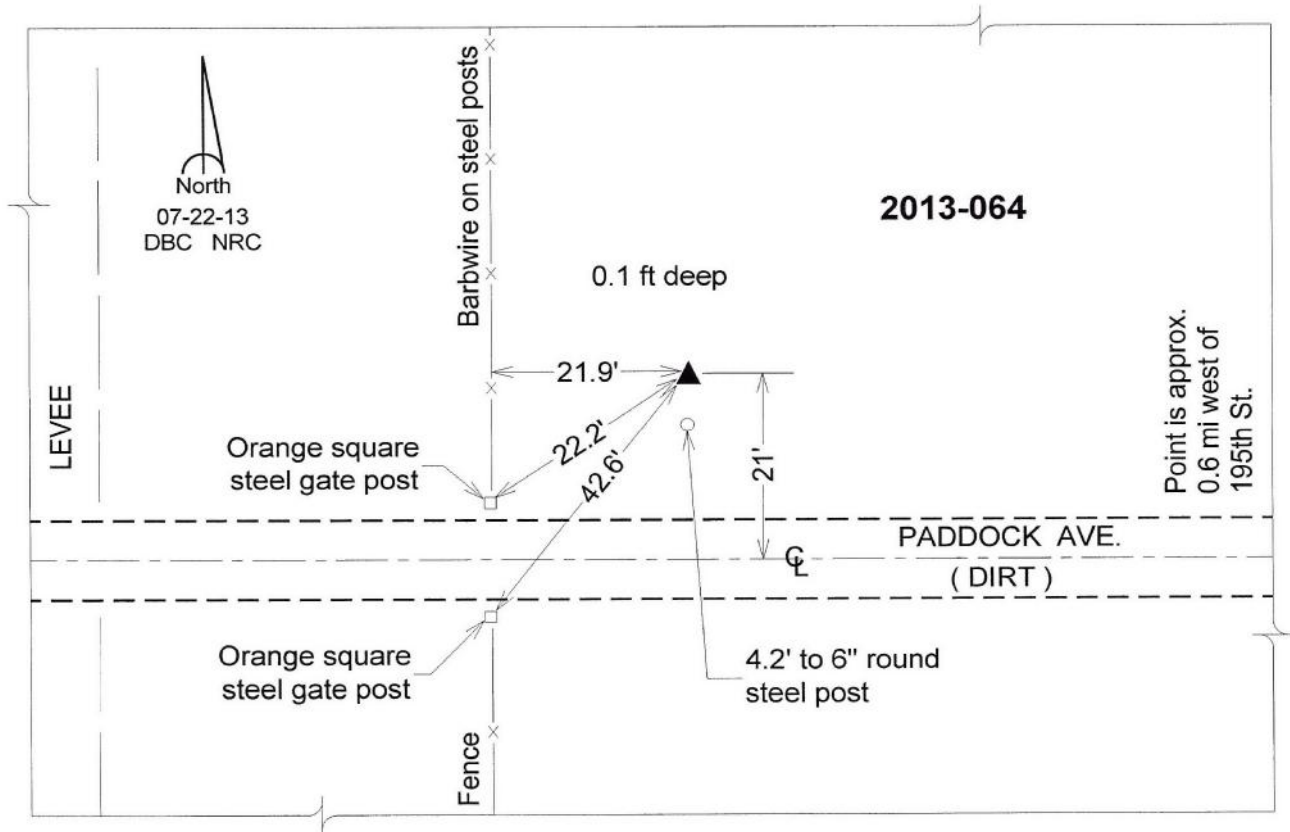 North
07-22-13
DBC NRC
Barbwire on steel posts
2013-064
0.1 ft deep
LEVEE
21.9'
22.2'
42.6'
21'
Point is approx.
0.6 mi west of
195th St.
Orange square
steel gate post
PADDOCK AVE.
CL
( DIRT )
Orange square
steel gate post
4.2' to 6" round
steel post
Fence